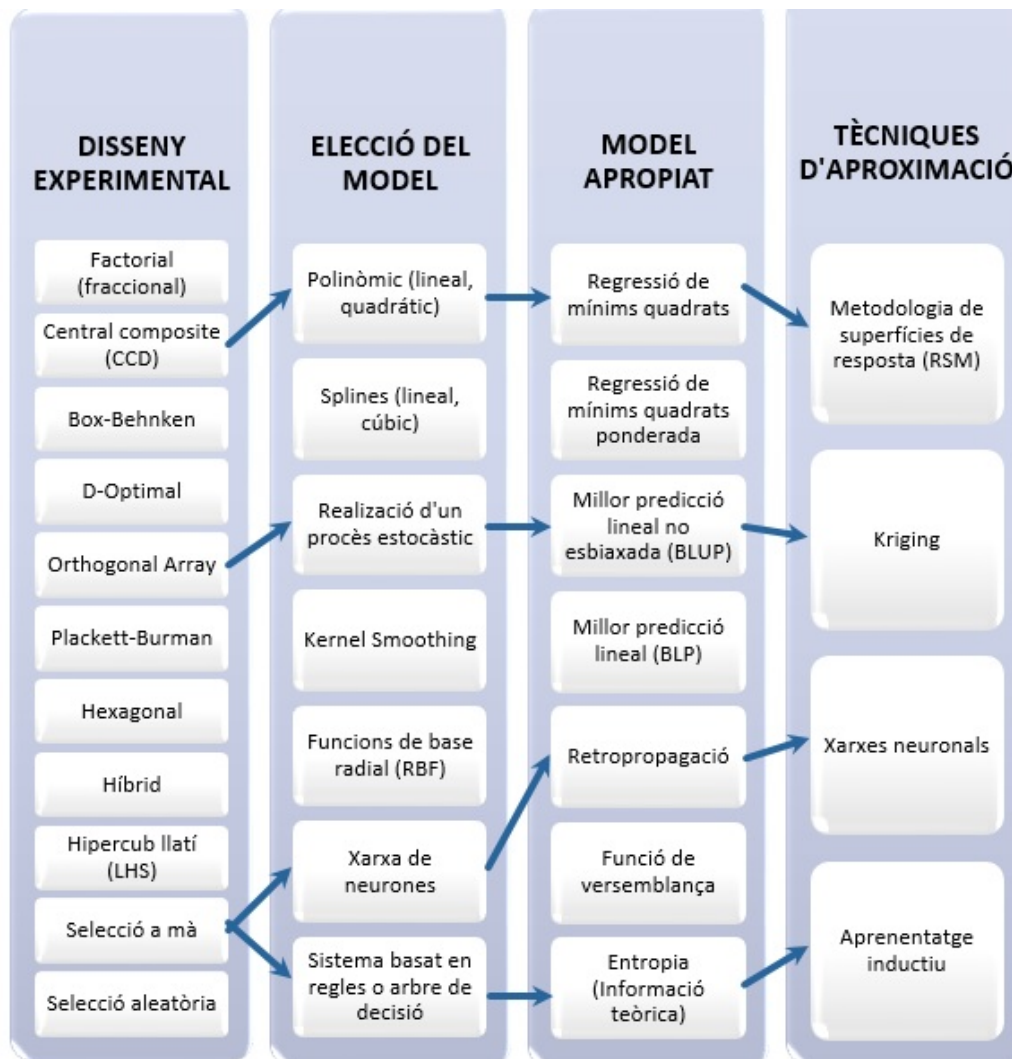 DISSENY
EXPERIMENTAL
Factorial
(fraccional)
Central composite
(CCD)
Box-Behnken
D-Optimal
Orthogonal Array
Plackett-Burman
Hexagonal
Híbrid
Hipercub llatí
(LHS)
Selecció a mà
Selecció aleatòria
ELECCIÓ DEL
MODEL
Polinòmic (lineal,
quadrátic)
Splines (lineal,
cúbic)
Realizació d'un
procès estocàstic
Kernel Smoothing
Funcions de base
radial (RBF)
Xarxa de
neurones
Sistema basat en
regles o arbre de
decisió
MODEL
APROPIAT
Regressió de
mínims quadrats
Regressió de
mínims quadrats
ponderada
Millor predicció
lineal no
esbiaxada (BLUP)
Millor predicció
lineal (BLP)
Retropropagació
Funció de
versemblança
Entropia
(Informació
teòrica)
TÈCNIQUES
D'APROXIMACIÓ
Metodologia de
superfícies de
resposta (RSM)
Kriging
Xarxes neuronals
Aprenentatge
inductiu